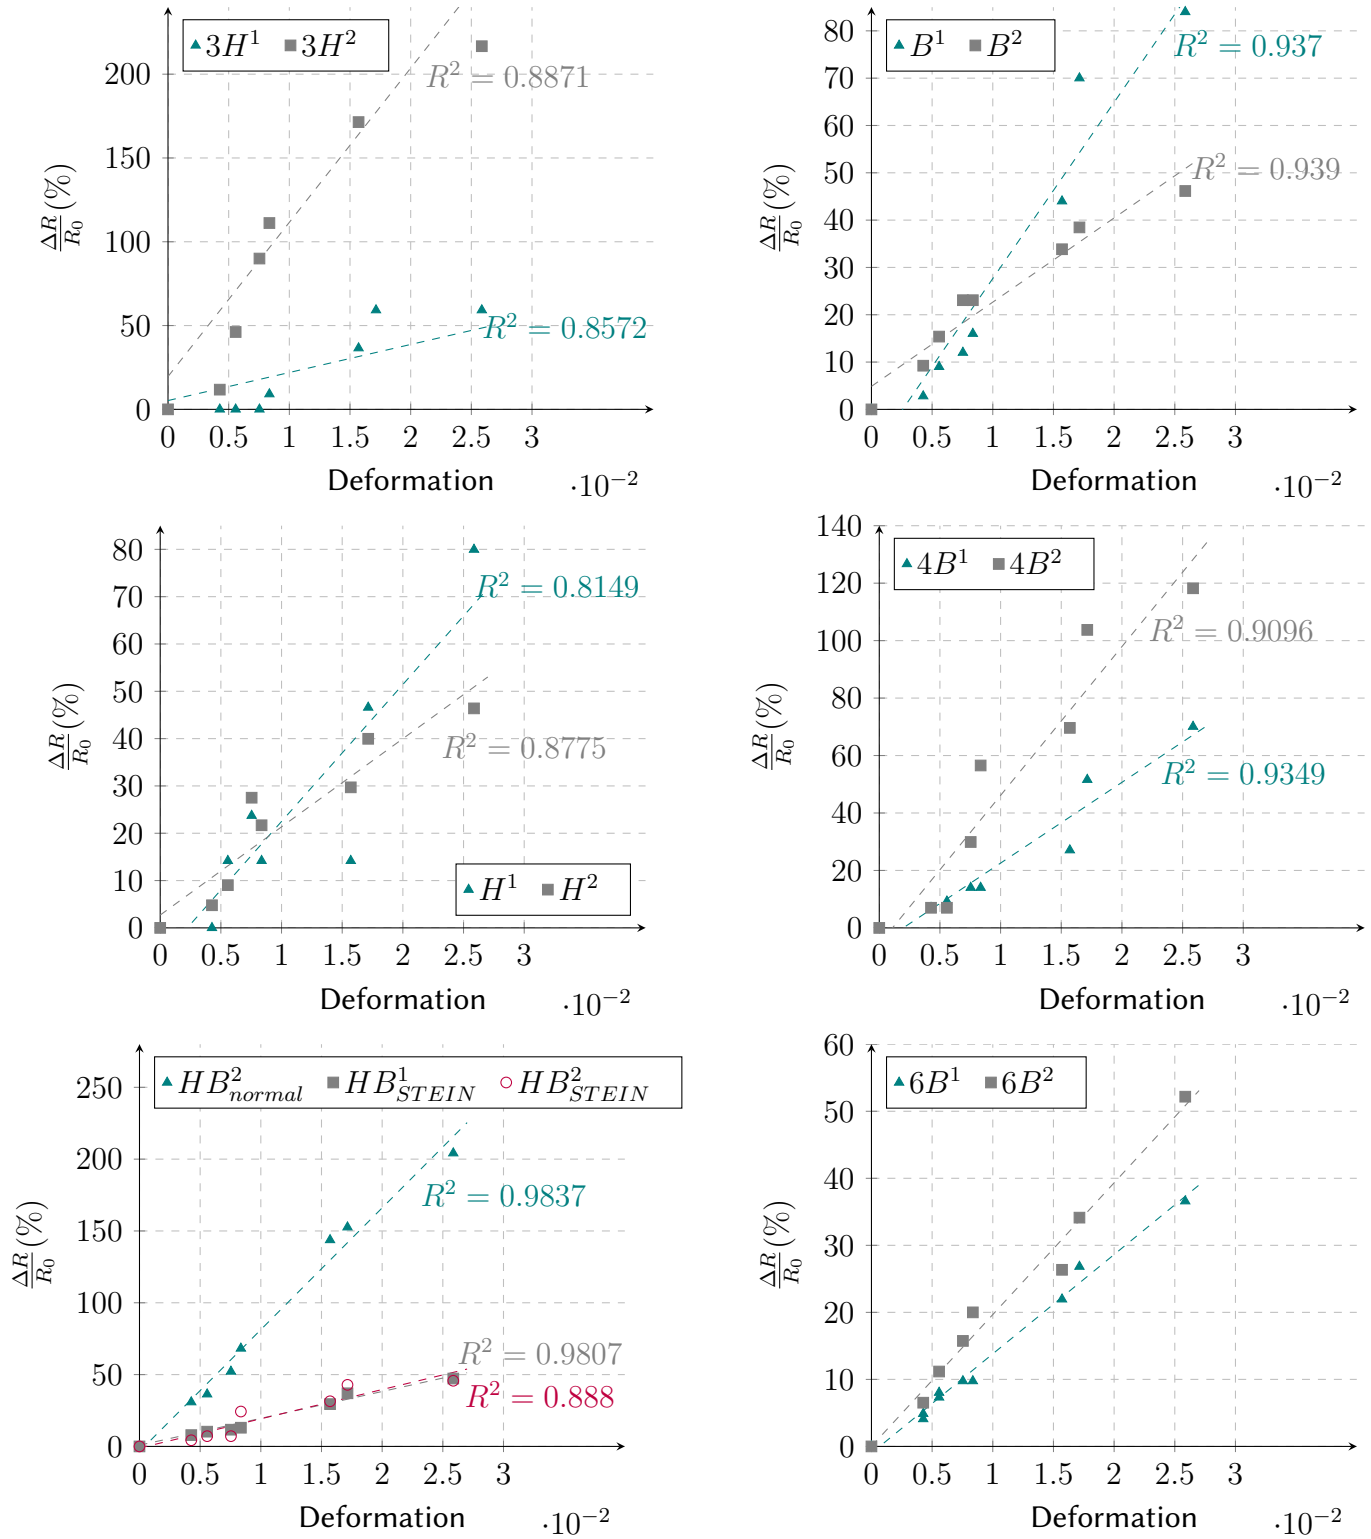 3H¹ 3H²
R² = 0.8871
R² = 0.8572
ΔR/R₀(%)
200
150
100
50
0
0 0.5 1 1.5 2 2.5 3
Deformation ·10⁻²
B¹ B²
R² = 0.937
R² = 0.939
ΔR/R₀(%)
80
70
60
50
40
30
20
10
0
0 0.5 1 1.5 2 2.5 3
Deformation ·10⁻²
R² = 0.8149
R² = 0.8775
H¹ H²
ΔR/R₀(%)
80
70
60
50
40
30
20
10
0
0 0.5 1 1.5 2 2.5 3
Deformation ·10⁻²
4B¹ 4B²
R² = 0.9096
R² = 0.9349
ΔR/R₀(%)
140
120
100
80
60
40
20
0
0 0.5 1 1.5 2 2.5 3
Deformation ·10⁻²
HB²normal HB¹STEIN HB²STEIN
R² = 0.9837
R² = 0.9807
R² = 0.888
ΔR/R₀(%)
250
200
150
100
50
0
0 0.5 1 1.5 2 2.5 3
Deformation ·10⁻²
6B¹ 6B²
ΔR/R₀(%)
60
50
40
30
20
10
0
0 0.5 1 1.5 2 2.5 3
Deformation ·10⁻²